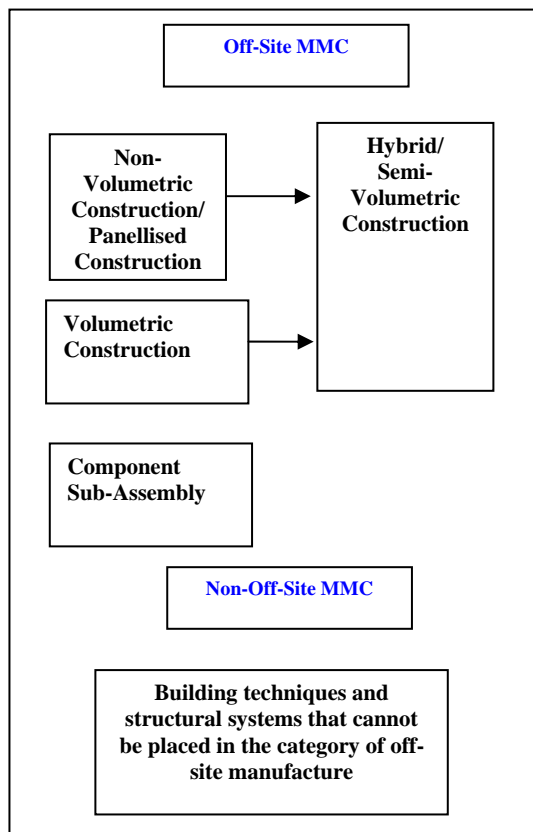 Off-Site MMC
Non-
Volumetric
Construction/
Panellised
Construction
Hybrid/
Semi-
Volumetric
Construction
Volumetric
Construction
Component
Sub-Assembly
Non-Off-Site MMC
Building techniques and
structural systems that cannot
be placed in the category of off-
site manufacture